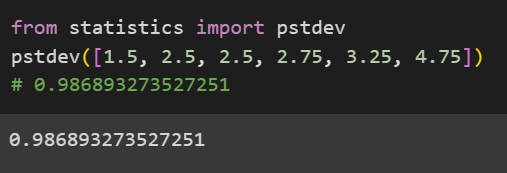 from statistics import pstdev
pstdev([1.5, 2.5, 2.5, 2.75, 3.25, 4.75])
# 0.986893273527251
0.986893273527251